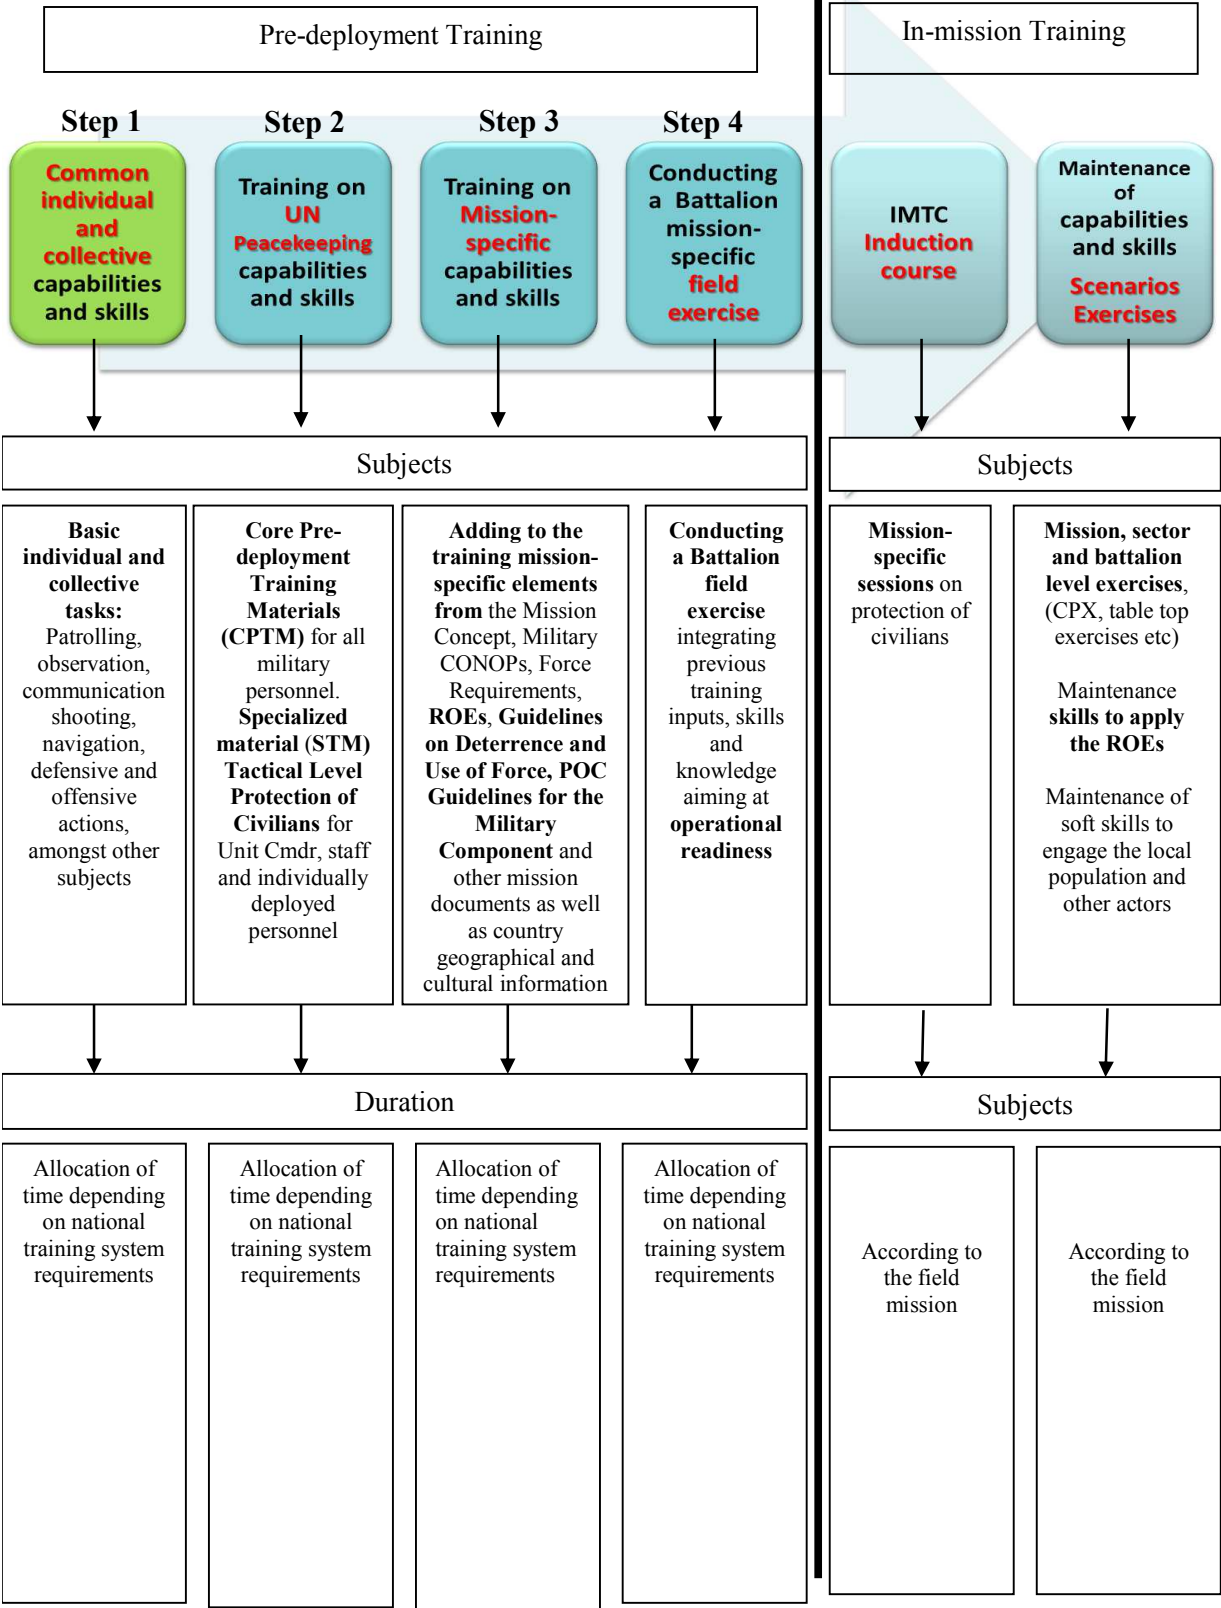 Pre-deployment Training
In-mission Training
Step 1
Step 2
Step 3
Step 4
Common
individual
and
collective
capabilities
and skills
Training on
UN
Peacekeeping
capabilities
and skills
Training on
Mission-
specific
capabilities
and skills
Conducting
a Battalion
mission-
specific
field
exercise
IMTC
Induction
course
Maintenance
of
capabilities
and skills
Scenarios
Exercises
Subjects
Subjects
Basic
individual and
collective
tasks:
Patrolling,
observation,
communication
shooting,
navigation,
defensive and
offensive
actions,
amongst other
subjects
Core Pre-
deployment
Training
Materials
(CPTM) for all
military
personnel.
Specialized
material (STM)
Tactical Level
Protection of
Civilians for
Unit Cmdr, staff
and individually
deployed
personnel
Adding to the
training mission-
specific elements
from the Mission
Concept, Military
CONOPs, Force
Requirements,
ROEs, Guidelines
on Deterrence and
Use of Force, POC
Guidelines for the
Military
Component and
other mission
documents as well
as country
geographical and
cultural information
Conducting
a Battalion
field
exercise
integrating
previous
training
inputs, skills
and
knowledge
aiming at
operational
readiness
Mission-
specific
sessions on
protection of
civilians
Mission, sector
and battalion
level exercises,
(CPX, table top
exercises etc)
Maintenance
skills to apply
the ROEs
Maintenance of
soft skills to
engage the local
population and
other actors
Duration
Subjects
Allocation of
time depending
on national
training system
requirements
Allocation of
time depending
on national
training system
requirements
Allocation of
time depending
on national
training system
requirements
Allocation of
time depending
on national
training system
requirements
According to
the field
mission
According to
the field
mission